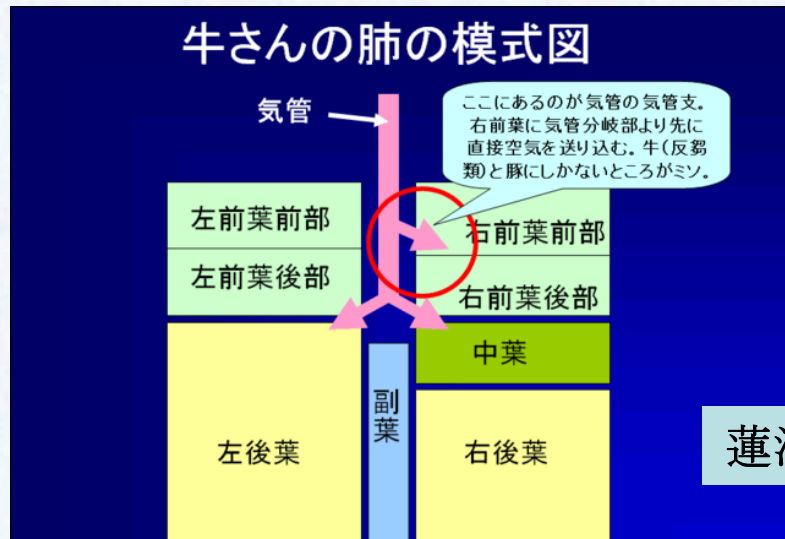 牛さんの肺の模式図
気管
ここにあるのが気管の気管支。
右前葉に気管分岐部より先に
直接空気を送り込む。牛(反芻
類)と豚にしかないところがミソ。
左前葉前部
右前葉前部
左前葉後部
右前葉後部
中葉
副葉
左後葉
右後葉
蓮